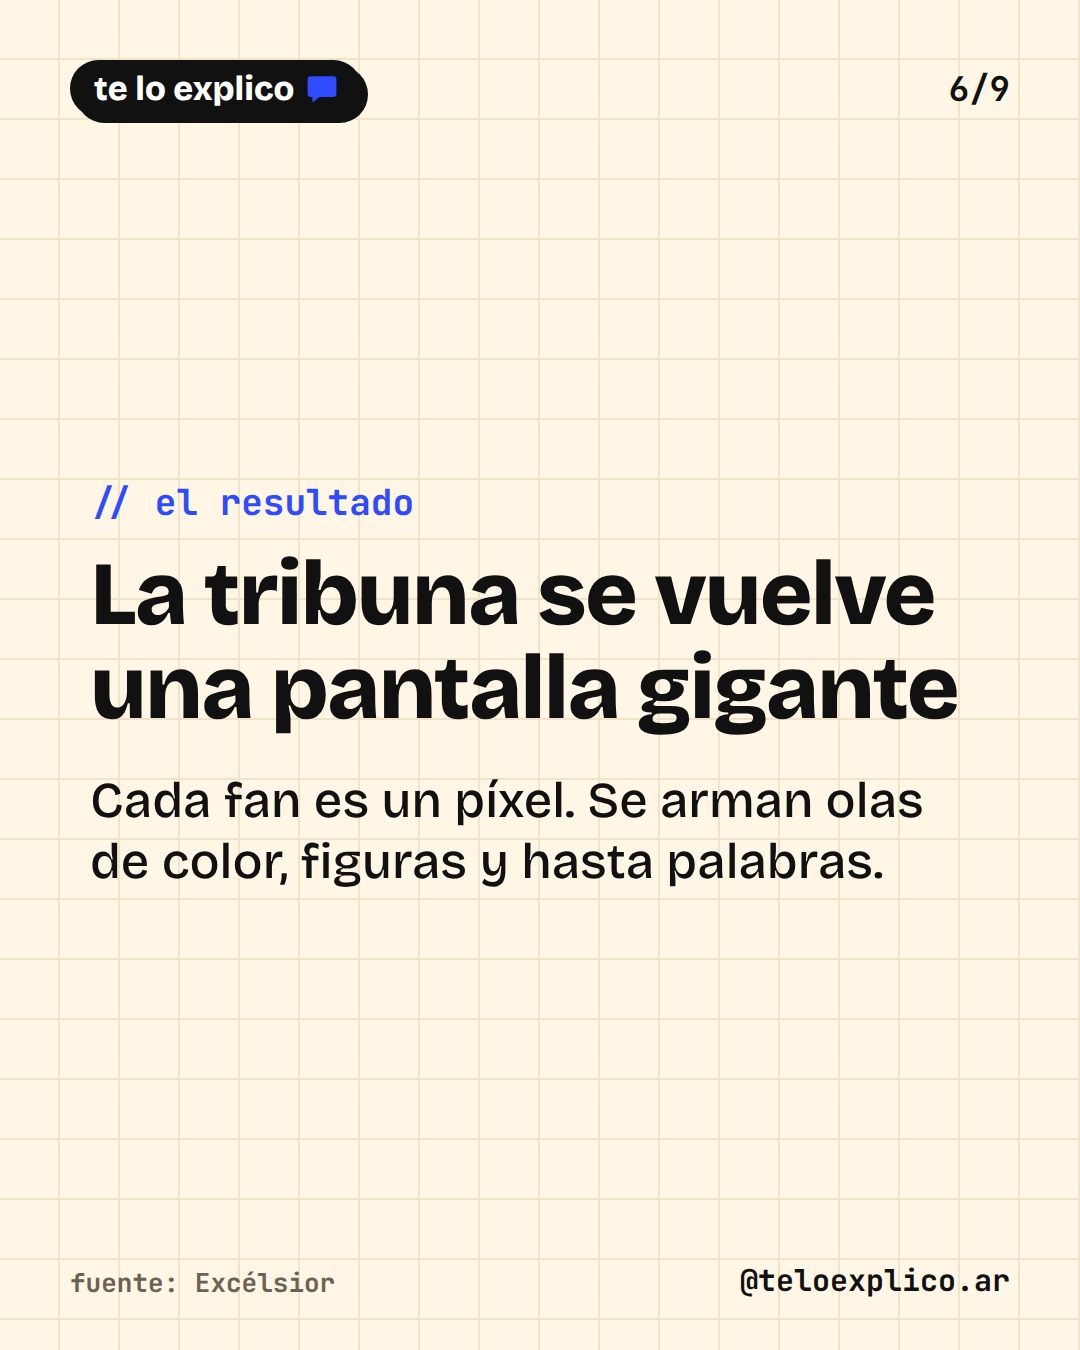 te lo explico
6/9
// el resultado
La tribuna se vuelve
una pantalla gigante
Cada fan es un píxel. Se arman olas
de color, figuras y hasta palabras.
fuente: Excélsior
@teloexplico.ar